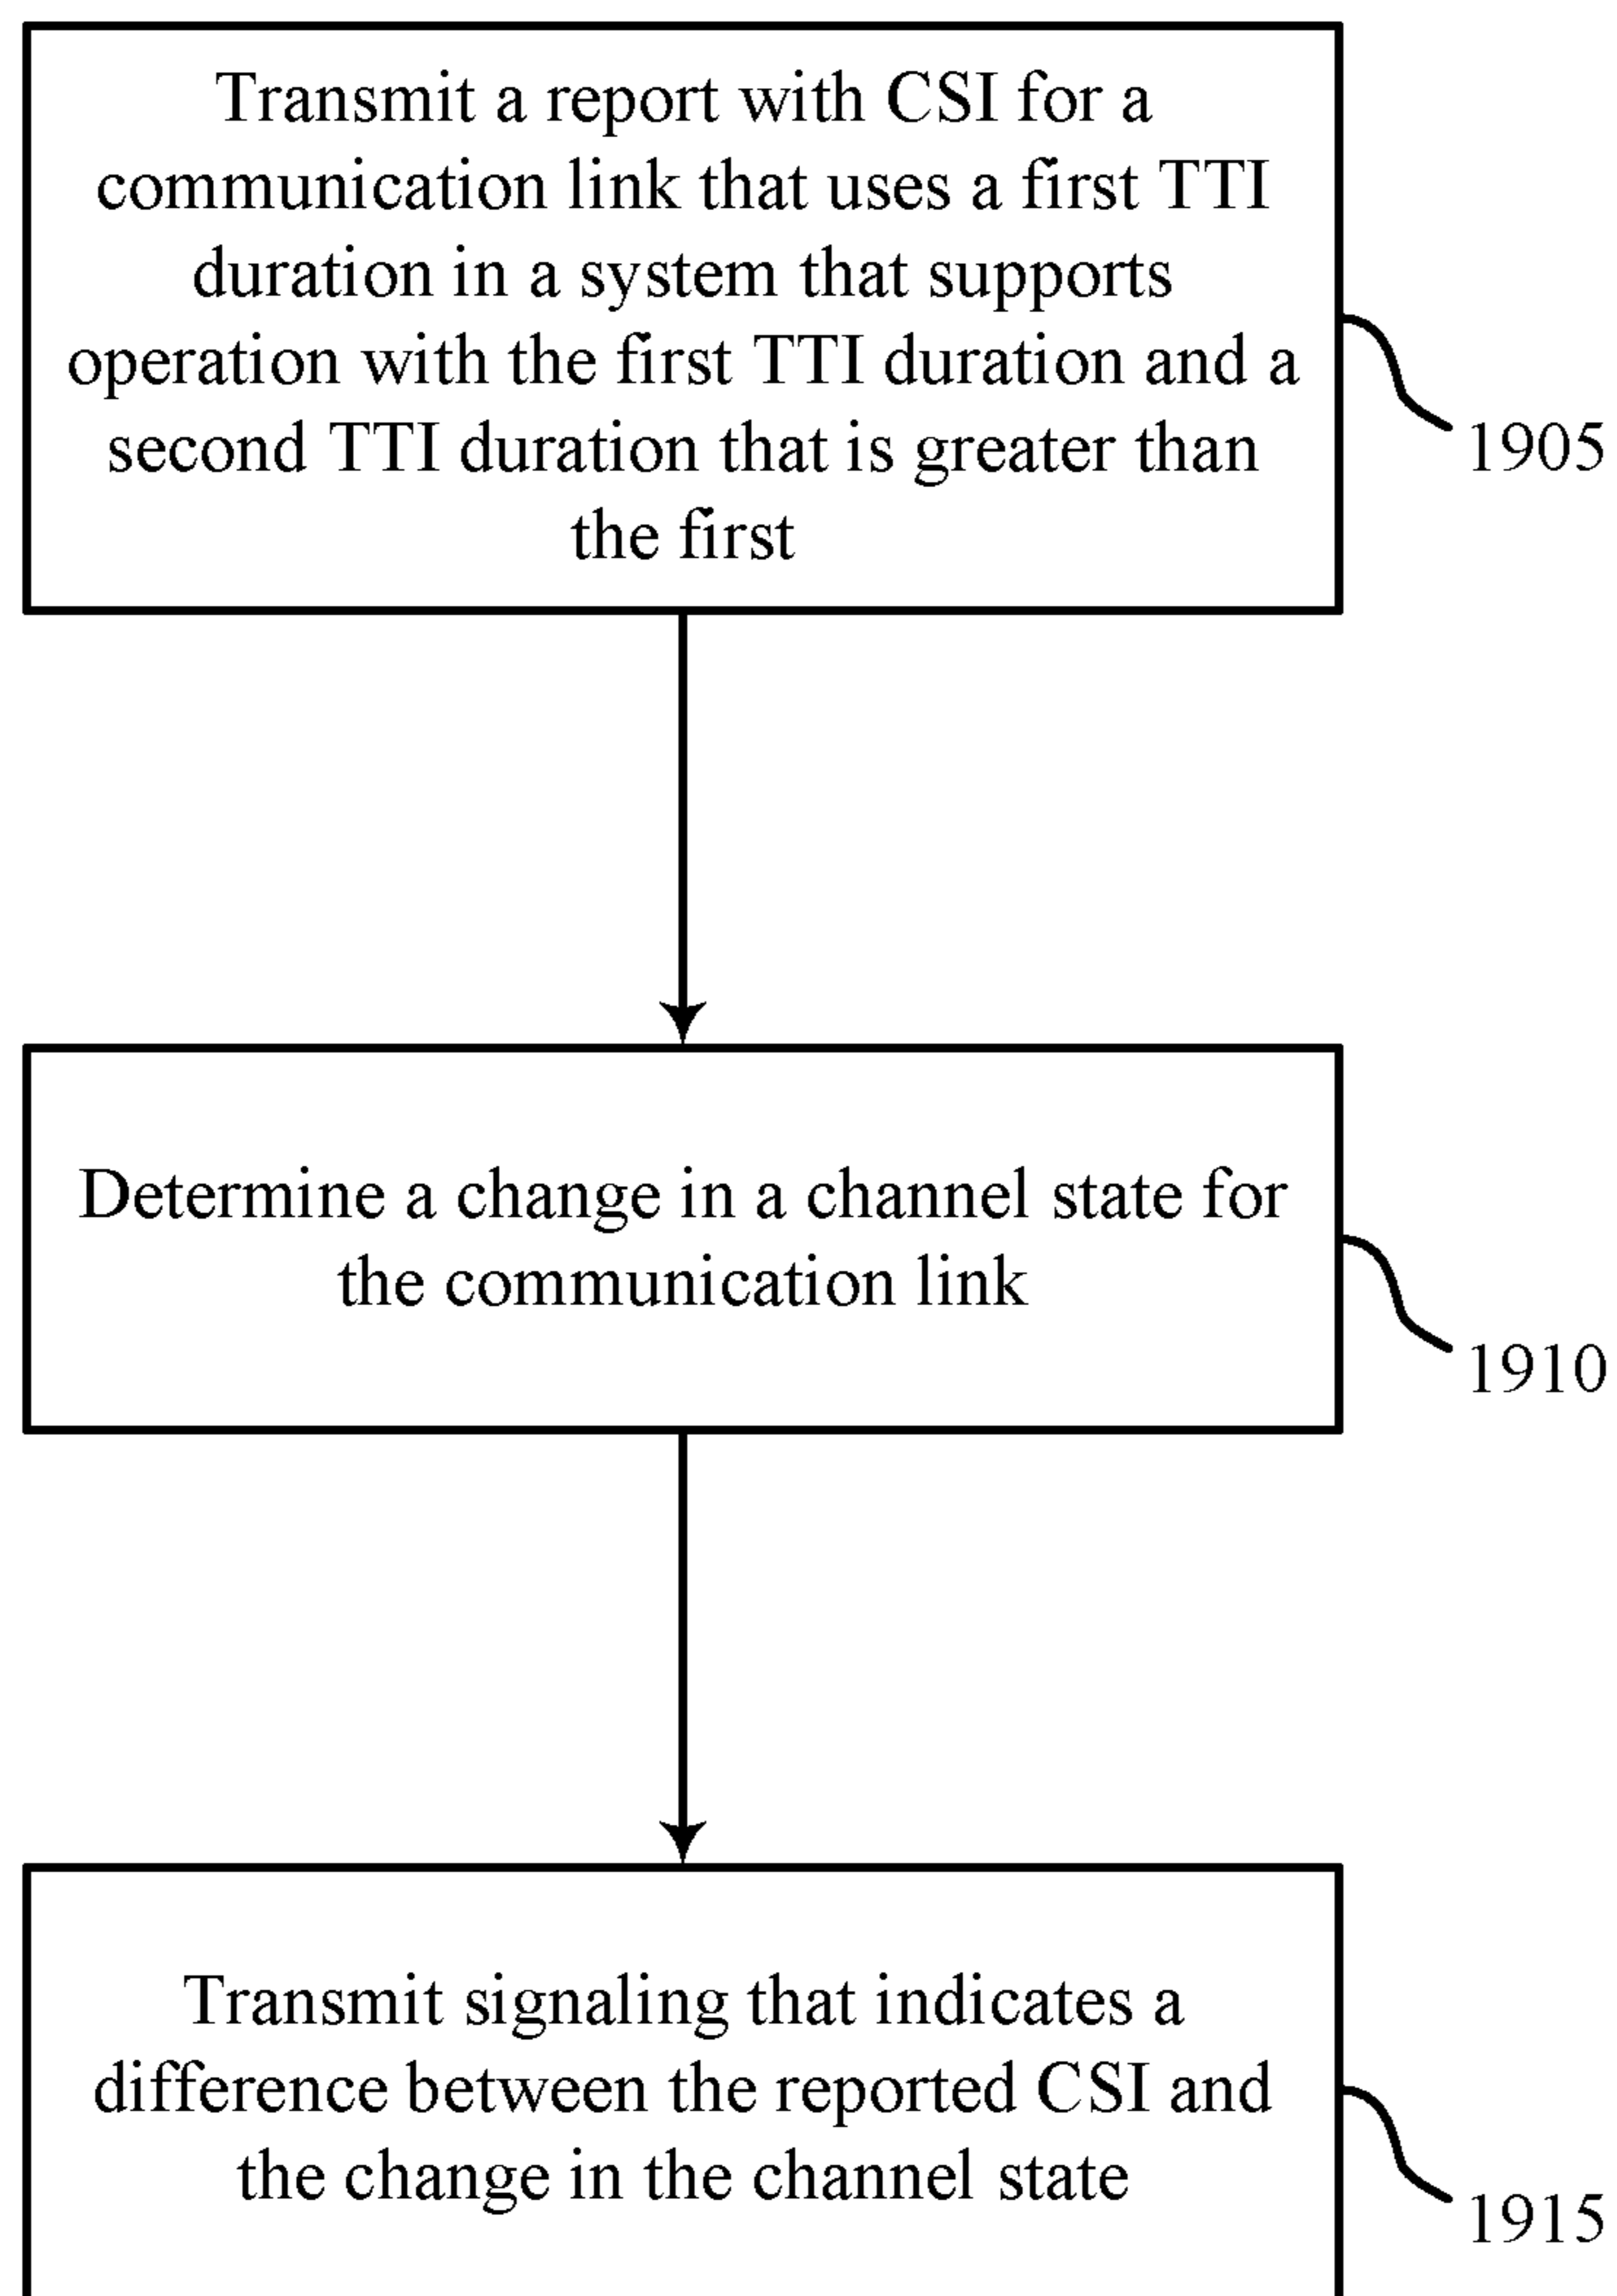 Transmit a report with CSI for a
communication link that uses a first TTI
duration in a system that supports
operation with the first TTI duration and a
second TTI duration that is greater than
the first
1905
Determine a change in a channel state for
the communication link
1910
Transmit signaling that indicates a
difference between the reported CSI and
the change in the channel state
1915